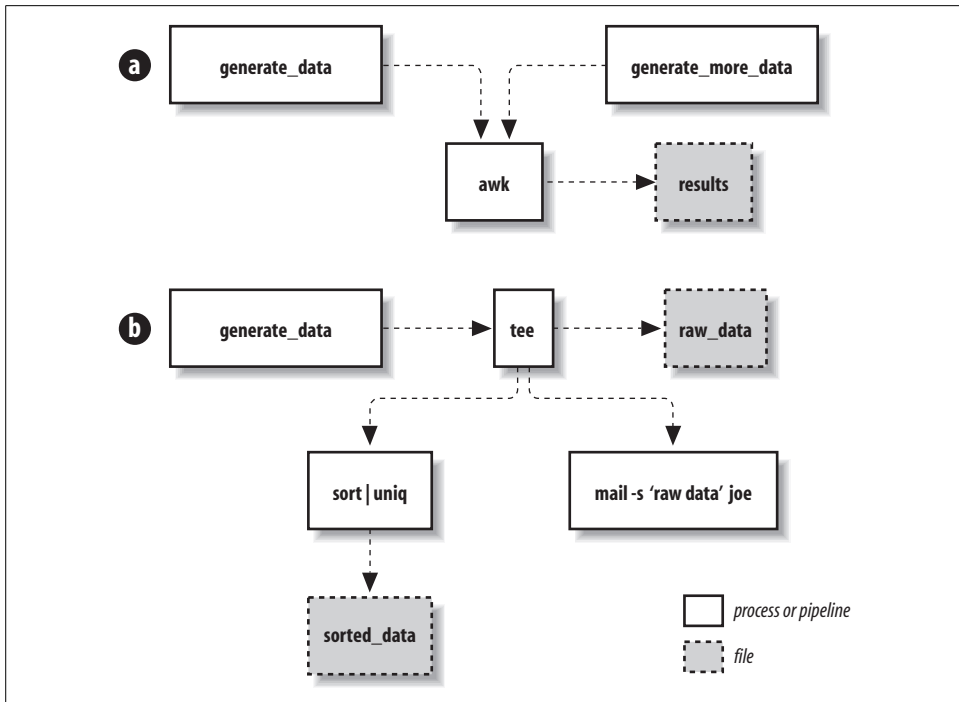 a
generate_data
generate_more_data
awk
results
b
generate_data
tee
raw_data
sort | uniq
mail -s ‘raw data’ joe
sorted_data
process or pipeline
file